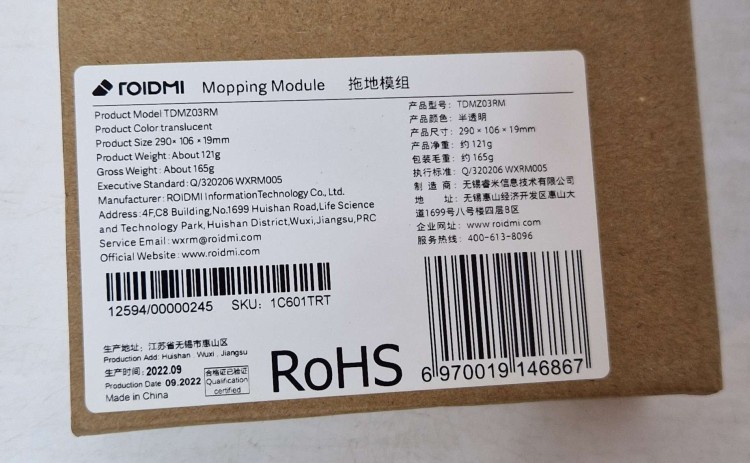 ROIDMI Mopping Module 拖地模组
Product Model TDMZ03RM
Product Color translucent
Product Size 290 × 106 × 19mm
Product Weight: About 121g
Gross Weight: About 165g
Executive Standard: Q/320206 WXRM005
Manufacturer: ROIDMI InformationTechnology Co., Ltd.
Address: 4F,C8 Building,No.1699 Huishan Road,Life Science
and Technology Park, Huishan District,Wuxi,Jiangsu,PRC
Service Email: wxrm@roidmi.com
Official Website: www.roidmi.com
产品型号: TDMZ03RM
产品颜色: 半透明
产品尺寸: 290 × 106 × 19mm
产品净重: 约 121g
包装毛重: 约 165g
执行标准: Q/320206 WXRM005
制 造 商: 无锡睿米信息技术有限公司
地 址: 无锡惠山经济开发区惠山大
道1699号八号楼四层B区
企业网址: www.roidmi.com
服务热线: 400-613-8096
12594/00000245 SKU: 1C601TRT
生产地址: 江苏省无锡市惠山区
Production Add: Huishan . Wuxi . Jiangsu
生产时间: 2022.09
Production Date 09.2022
Made in China
合格证已验证
Qualification
certified
RoHS
6 970019 146867